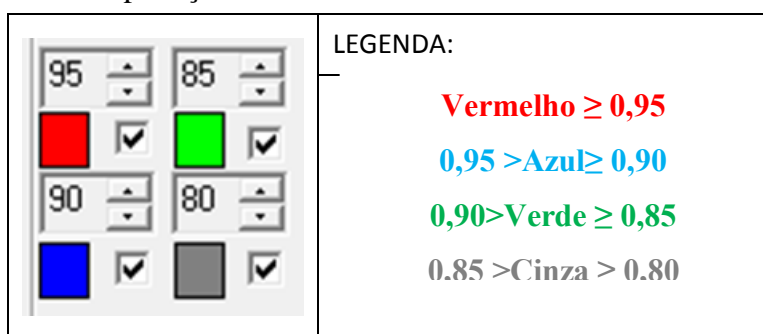 95 85
90 80
LEGENDA:
Vermelho ≥ 0,95
0,95 >Azul≥ 0,90
0,90>Verde ≥ 0,85
0,85 >Cinza > 0,80